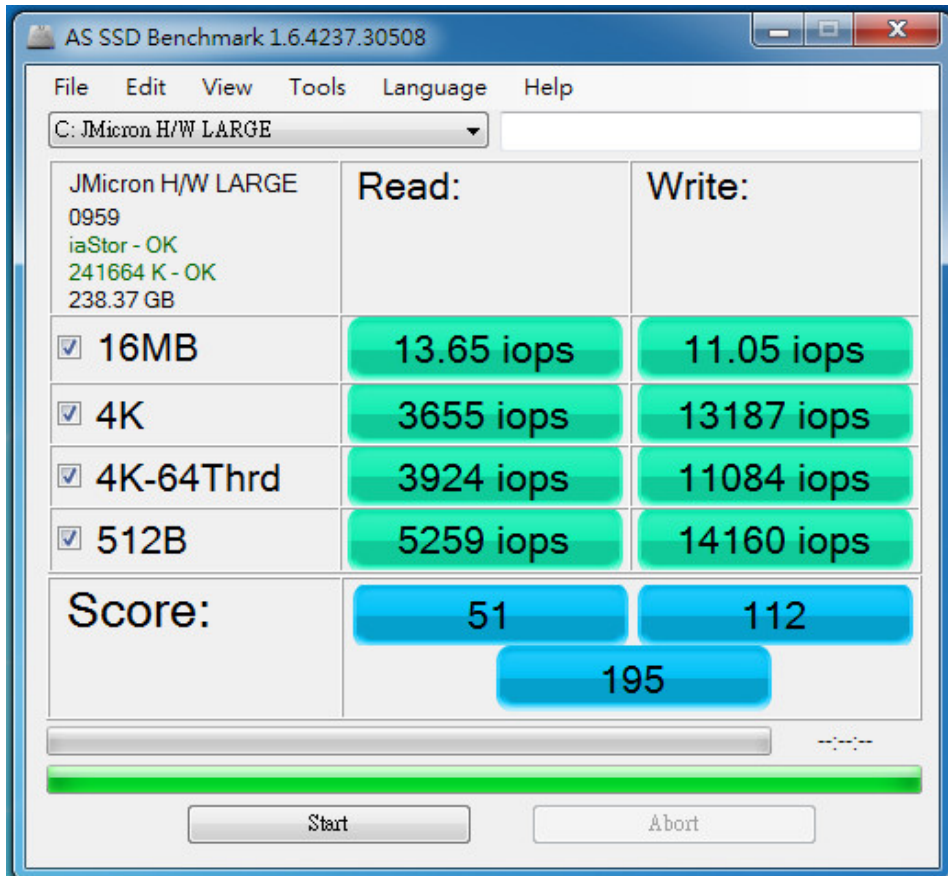 AS SSD Benchmark 1.6.4237.30508
File Edit View Tools Language Help
C: JMicron H/W LARGE
JMicron H/W LARGE
0959
iaStor - OK
241664 K - OK
238.37 GB
Read: Write:
16MB 13.65 iops 11.05 iops
4K 3655 iops 13187 iops
4K-64Thrd 3924 iops 11084 iops
512B 5259 iops 14160 iops
Score: 51 112
195
--:--:--
Start Abort